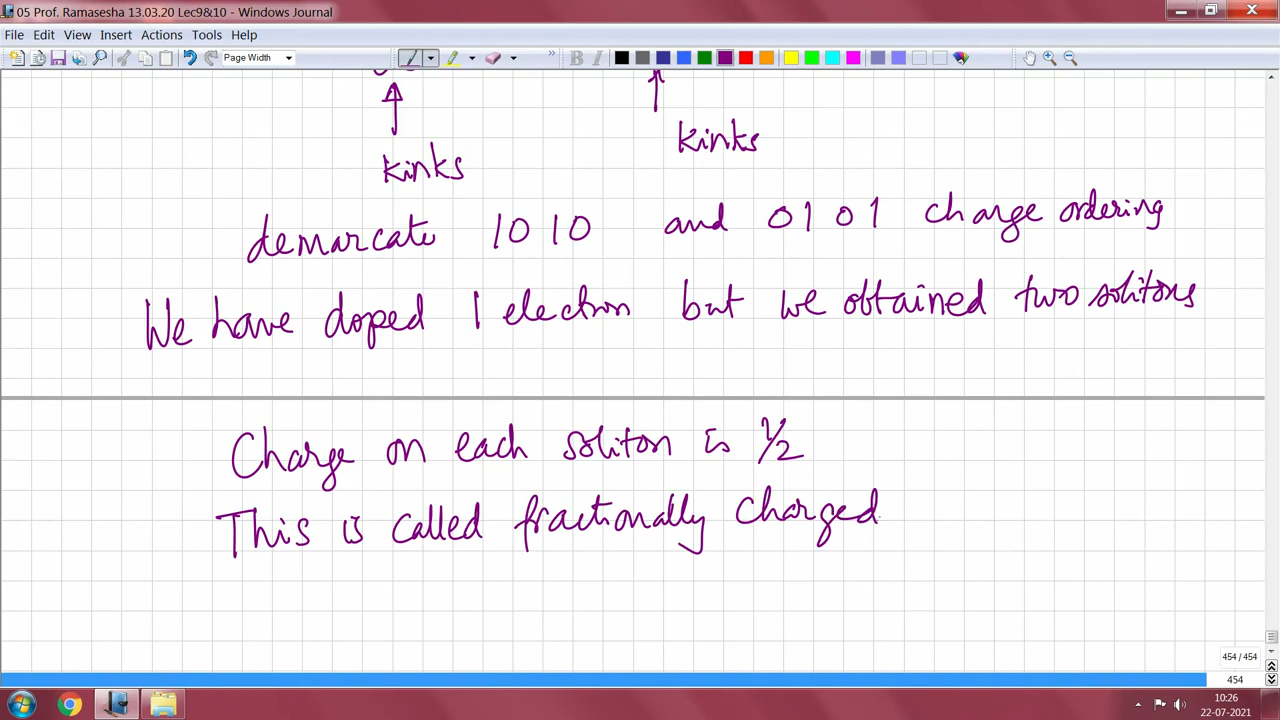 05 Prof. Ramasesha 13.03.20 Lec9&10 - Windows Journal
File Edit View Insert Actions Tools Help
Page Width
kinks
kinks
demarcate 1010 and 0101 charge ordering
We have doped 1 electron but we obtained two solitons
Charge on each soliton is 1/2
This is called fractionally charged
454 / 454
454
10:26
22-07-2021